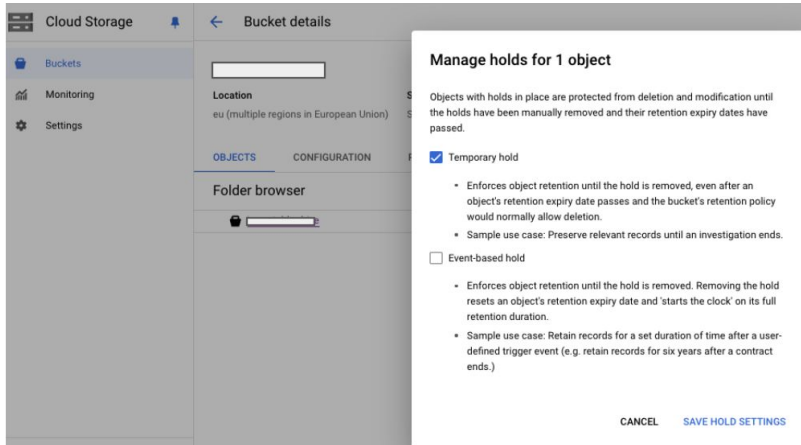 Cloud Storage
Bucket details
Buckets
Monitoring
Settings
Location
S
eu (multiple regions in European Union)
S
OBJECTS
CONFIGURATION
Folder browser
Manage holds for 1 object
Objects with holds in place are protected from deletion and modification until
the holds have been manually removed and their retention expiry dates have
passed.
Temporary hold
• Enforces object retention until the hold is removed, even after an
object's retention expiry date passes and the bucket's retention policy
would normally allow deletion.
• Sample use case: Preserve relevant records until an investigation ends.
Event-based hold
• Enforces object retention until the hold is removed. Removing the hold
resets an object's retention expiry date and 'starts the clock' on its full
retention duration.
• Sample use case: Retain records for a set duration of time after a user-
defined trigger event (e.g. retain records for six years after a contract
ends.)
CANCEL
SAVE HOLD SETTINGS